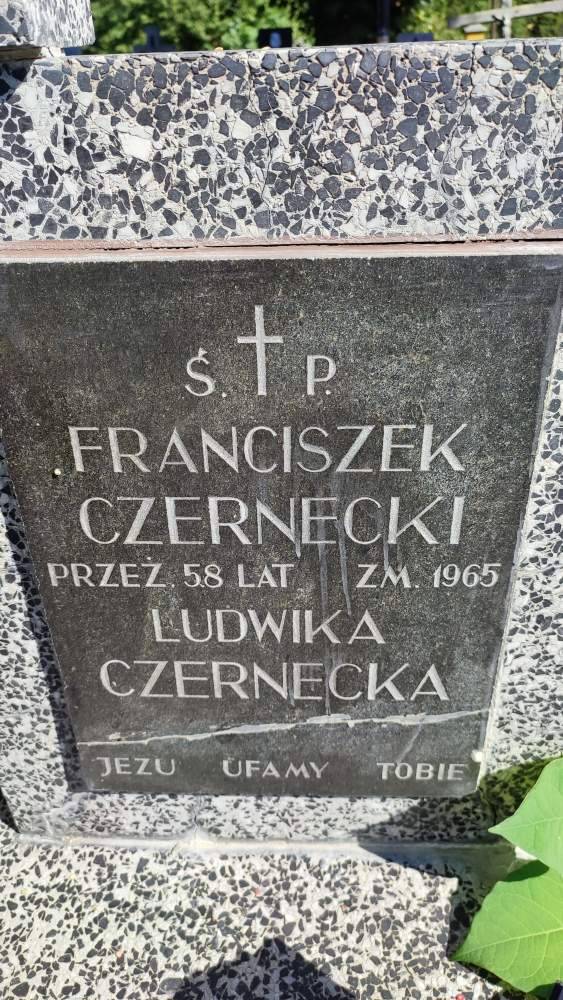 Ś. P.
FRANCISZEK
CZERNECKI
PRZEŻ. 58 LAT ZM. 1965
LUDWIKA
CZERNECKA
JEZU UFAMY TOBIE